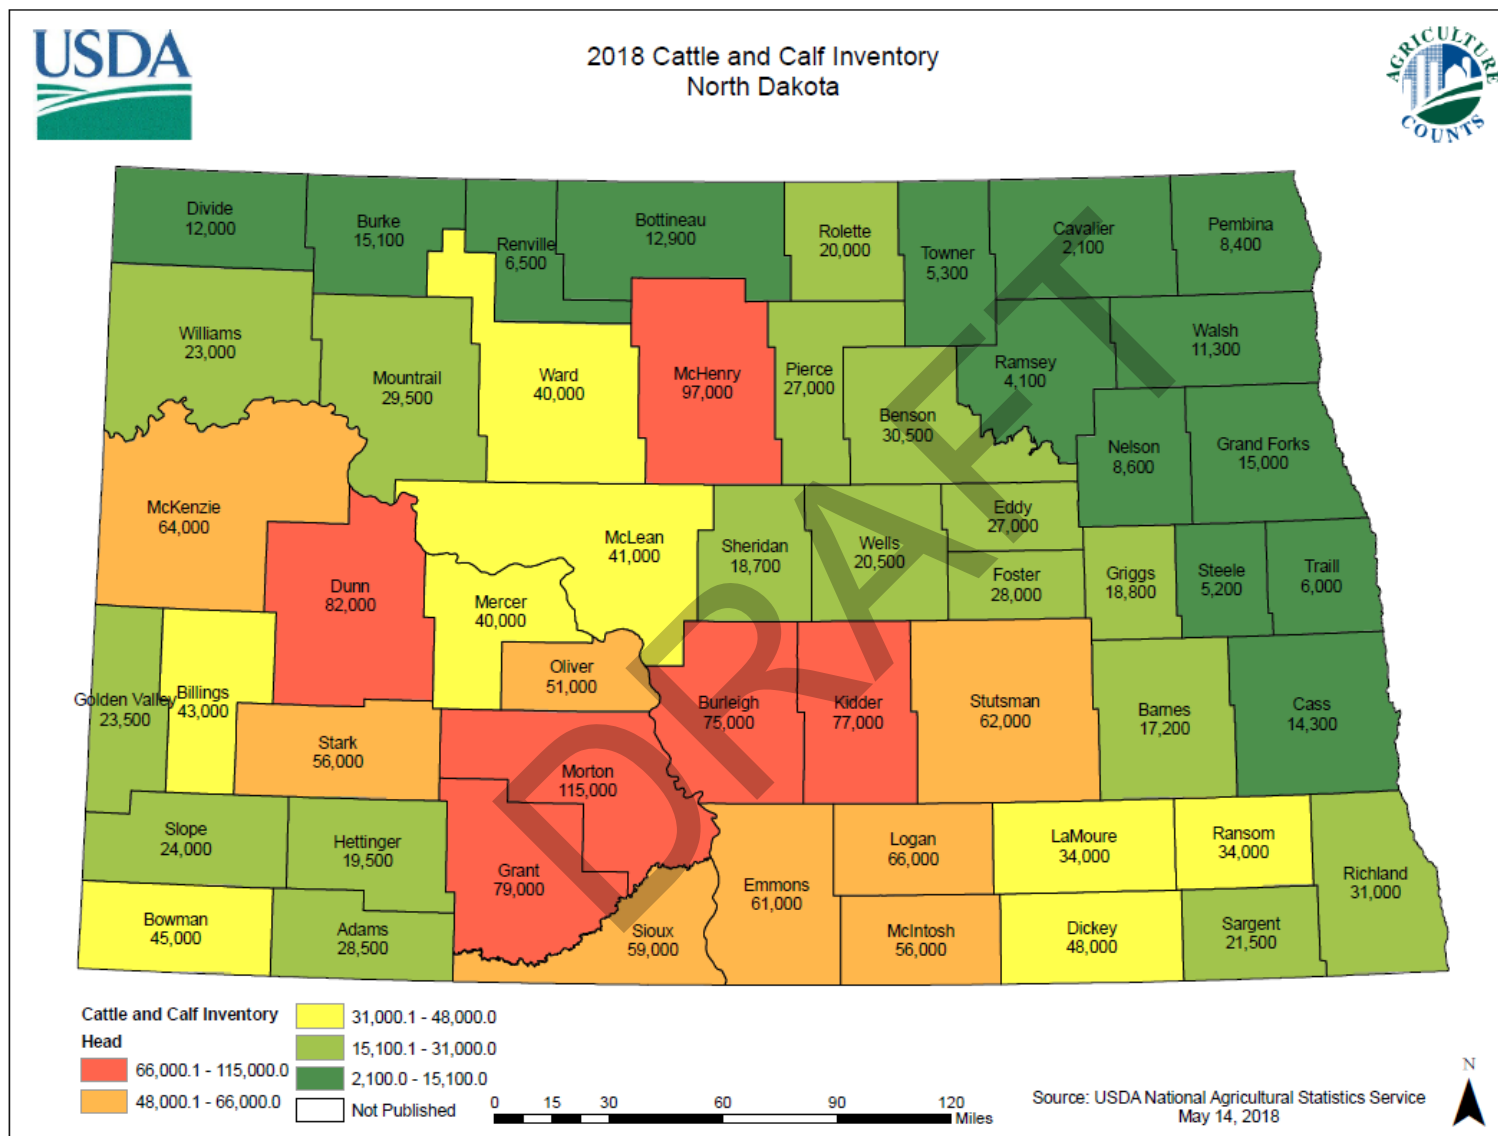 USDA
2018 Cattle and Calf Inventory
North Dakota
AGRICULTURE
COUNTS
Divide
12,000
Burke
15,100
Renville
6,500
Bottineau
12,900
Rolette
20,000
Towner
5,300
Cavalier
2,100
Pembina
8,400
Williams
23,000
Mountrail
29,500
Ward
40,000
McHenry
97,000
Pierce
27,000
Benson
30,500
Ramsey
4,100
Walsh
11,300
Nelson
8,600
Grand Forks
15,000
McKenzie
64,000
Dunn
82,000
McLean
41,000
Mercer
40,000
Oliver
51,000
Sheridan
18,700
Wells
20,500
Eddy
27,000
Foster
28,000
Griggs
18,800
Steele
5,200
Traill
6,000
Golden Valley
23,500
Billings
43,000
Stark
56,000
Morton
115,000
Burleigh
75,000
Kidder
77,000
Stutsman
62,000
Barnes
17,200
Cass
14,300
Slope
24,000
Hettinger
19,500
Grant
79,000
Emmons
61,000
Logan
66,000
LaMoure
34,000
Ransom
34,000
Richland
31,000
Bowman
45,000
Adams
28,500
Sioux
59,000
McIntosh
56,000
Dickey
48,000
Sargent
21,500
DRAFT
Cattle and Calf Inventory
Head
66,000.1 - 115,000.0
48,000.1 - 66,000.0
31,000.1 - 48,000.0
15,100.1 - 31,000.0
2,100.0 - 15,100.0
Not Published
0 15 30 60 90 120
Miles
Source: USDA National Agricultural Statistics Service
May 14, 2018
N